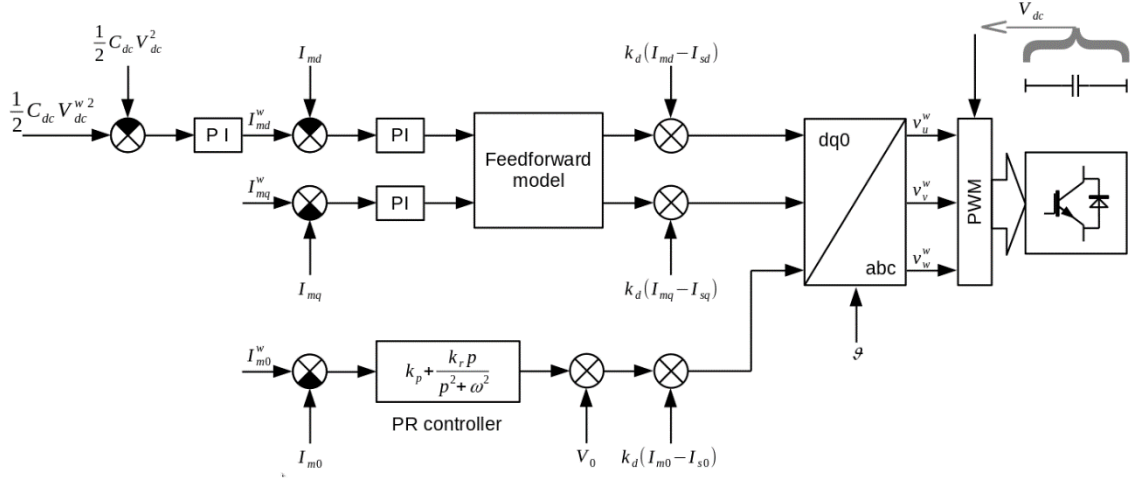 V_dc
½ C_dc V_dc^2
I_md
k_d(I_md − I_sd)
½ C_dc V_dc^w 2
P I
I_md^w
PI
Feedforward
model
dq0
v_u^w
I_mq^w
PI
v_v^w
PWM
abc
v_w^w
I_mq
k_d(I_mq − I_sq)
ϑ
I_m0^w
k_p + k_r p / p^2 + ω^2
PR controller
I_m0
V_0
k_d(I_m0 − I_s0)